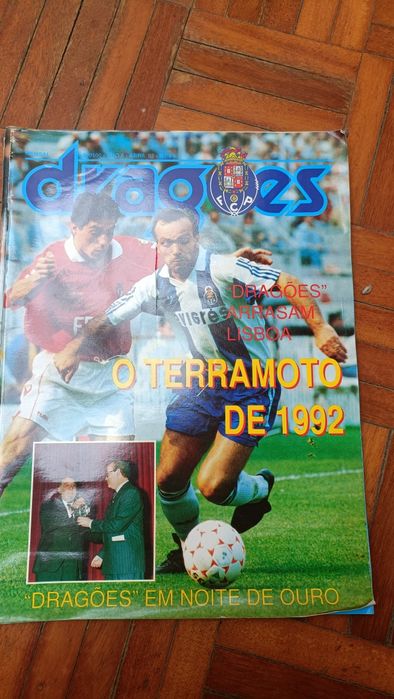 dragões
F C P
"DRAGÕES"
ARRASAM
LISBOA
O TERRAMOTO
DE 1992
"DRAGÕES" EM NOITE DE OURO